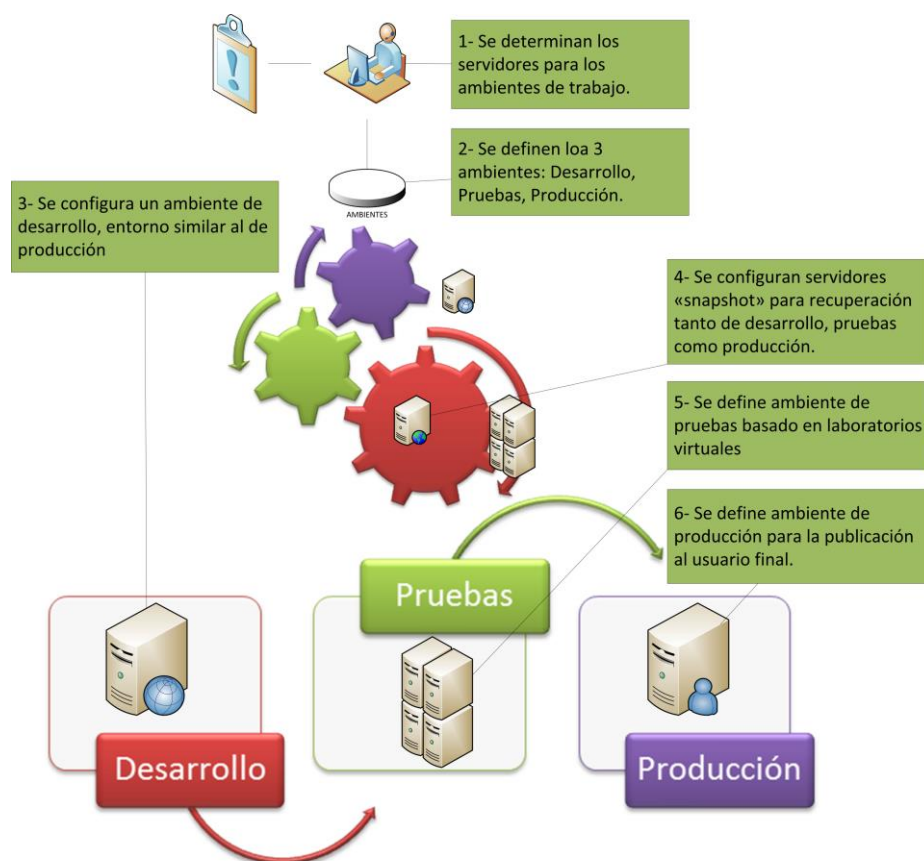 1- Se determinan los
servidores para los
ambientes de trabajo.
2- Se definen loa 3
ambientes: Desarrollo,
Pruebas, Producción.
AMBIENTES
3- Se configura un ambiente de
desarrollo, entorno similar al de
producción
4- Se configuran servidores
«snapshot» para recuperación
tanto de desarrollo, pruebas
como producción.
5- Se define ambiente de
pruebas basado en laboratorios
virtuales
6- Se define ambiente de
producción para la publicación
al usuario final.
Pruebas
Desarrollo
Producción